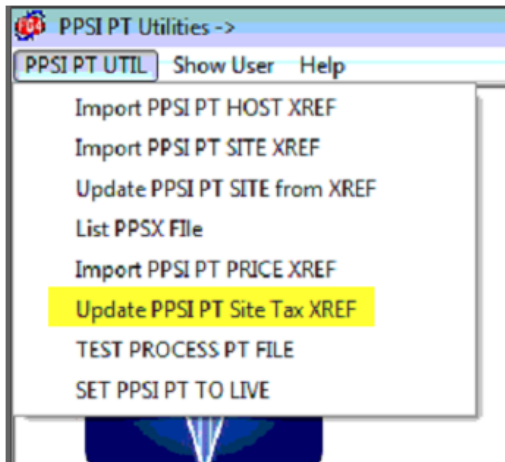 PPSI PT Utilities ->
PPSI PT UTIL Show User Help
Import PPSI PT HOST XREF
Import PPSI PT SITE XREF
Update PPSI PT SITE from XREF
List PPSX FIle
Import PPSI PT PRICE XREF
Update PPSI PT Site Tax XREF
TEST PROCESS PT FILE
SET PPSI PT TO LIVE